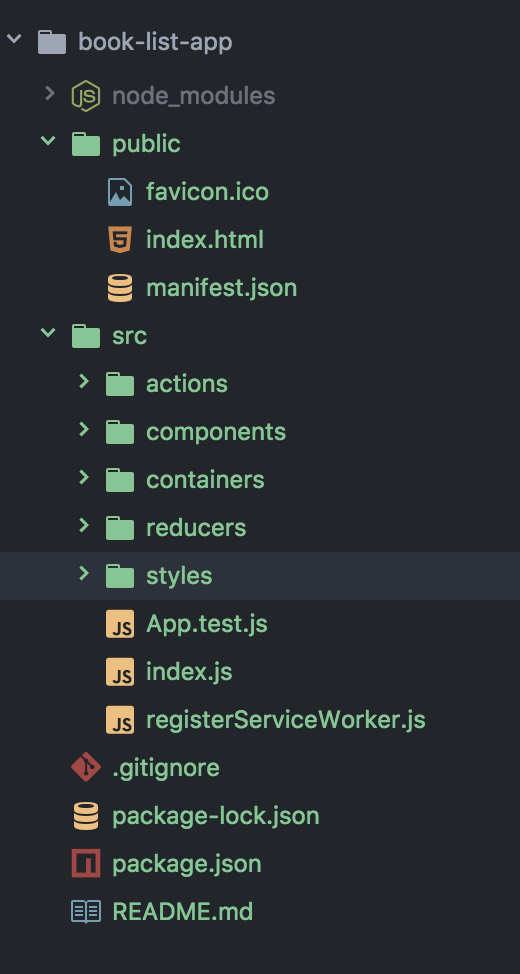 book-list-app
node_modules
public
favicon.ico
index.html
manifest.json
src
actions
components
containers
reducers
styles
App.test.js
index.js
registerServiceWorker.js
.gitignore
package-lock.json
package.json
README.md